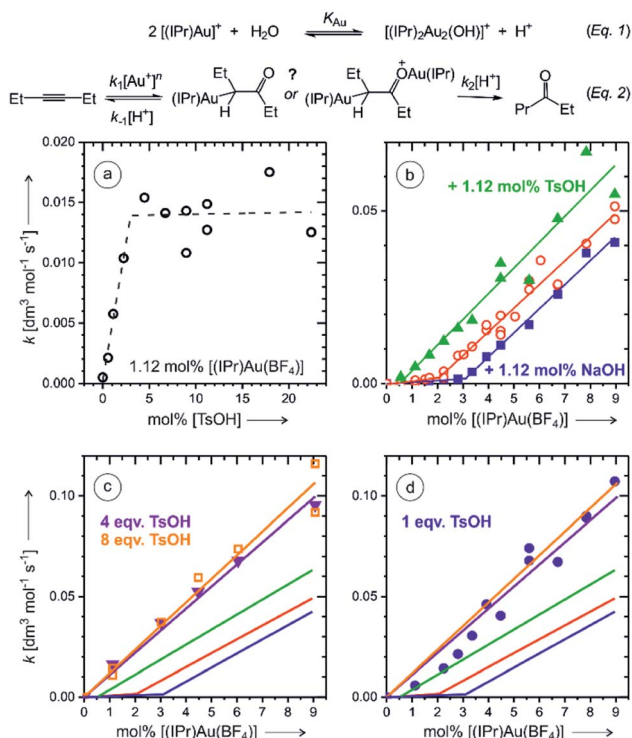 2 [(IPr)Au]⁺ + H₂O K_Au [(IPr)₂Au₂(OH)]⁺ + H⁺ (Eq. 1)
Et Et k₁[Au⁺]ⁿ k₋₁[H⁺] (IPr)Au Et O H Et ? or (IPr)Au Et O⁺ Au(IPr) H Et k₂[H⁺] Pr O Et (Eq. 2)
a
k [dm³ mol⁻¹ s⁻¹]
0.020
0.015
0.010
0.005
0.000
1.12 mol% [(IPr)Au(BF₄)]
0 5 10 15 20
mol% [TsOH]
b
+ 1.12 mol% TsOH
0.05
0.00
+ 1.12 mol% NaOH
0 1 2 3 4 5 6 7 8 9
mol% [(IPr)Au(BF₄)]
c
k [dm³ mol⁻¹ s⁻¹]
4 eqv. TsOH
8 eqv. TsOH
0.10
0.05
0.00
0 1 2 3 4 5 6 7 8 9
mol% [(IPr)Au(BF₄)]
d
1 eqv. TsOH
0.10
0.05
0.00
0 1 2 3 4 5 6 7 8 9
mol% [(IPr)Au(BF₄)]